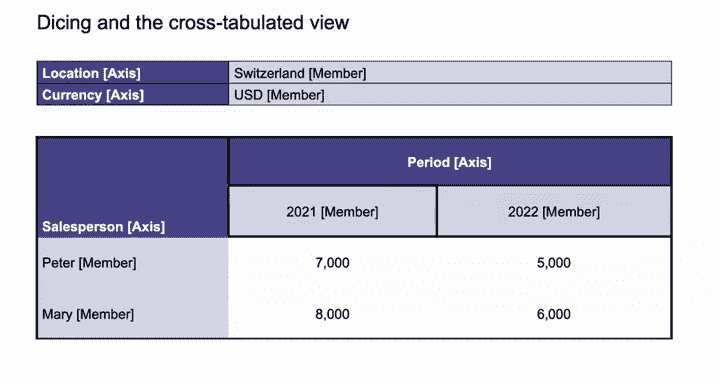 Dicing and the cross-tabulated view
Location [Axis] Switzerland [Member]
Currency [Axis] USD [Member]
Period [Axis]
Salesperson [Axis] 2021 [Member] 2022 [Member]
Peter [Member] 7,000 5,000
Mary [Member] 8,000 6,000